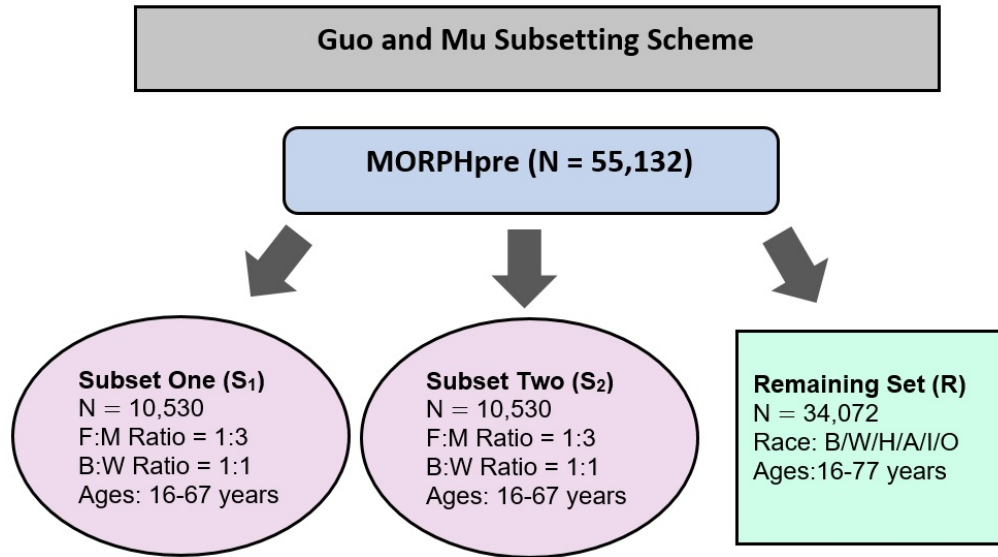 Guo and Mu Subsetting Scheme
MORPHpre (N = 55,132)
Subset One (S₁)
N = 10,530
F:M Ratio = 1:3
B:W Ratio = 1:1
Ages: 16-67 years
Subset Two (S₂)
N = 10,530
F:M Ratio = 1:3
B:W Ratio = 1:1
Ages: 16-67 years
Remaining Set (R)
N = 34,072
Race: B/W/H/A/I/O
Ages:16-77 years